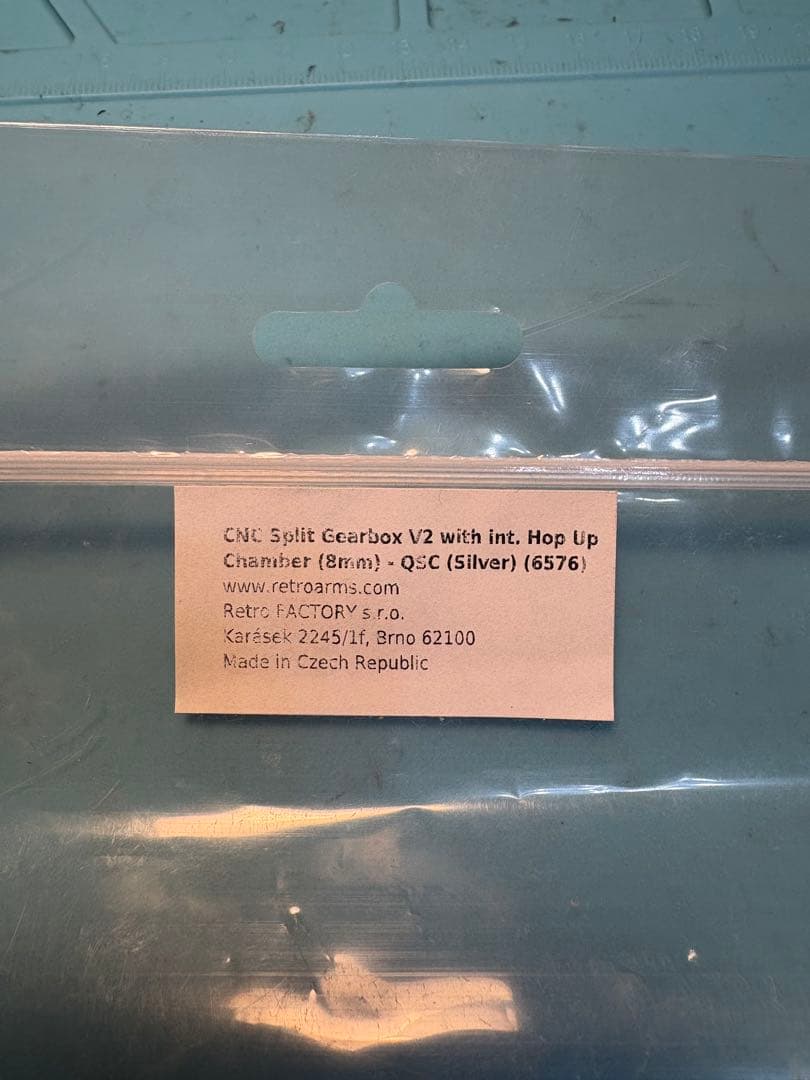 CNC Split Gearbox V2 with int. Hop Up
Chamber (8mm) - QSC (Silver) (6576)
www.retroarms.com
Retro FACTORY s.r.o.
Karásek 2245/1f, Brno 62100
Made in Czech Republic